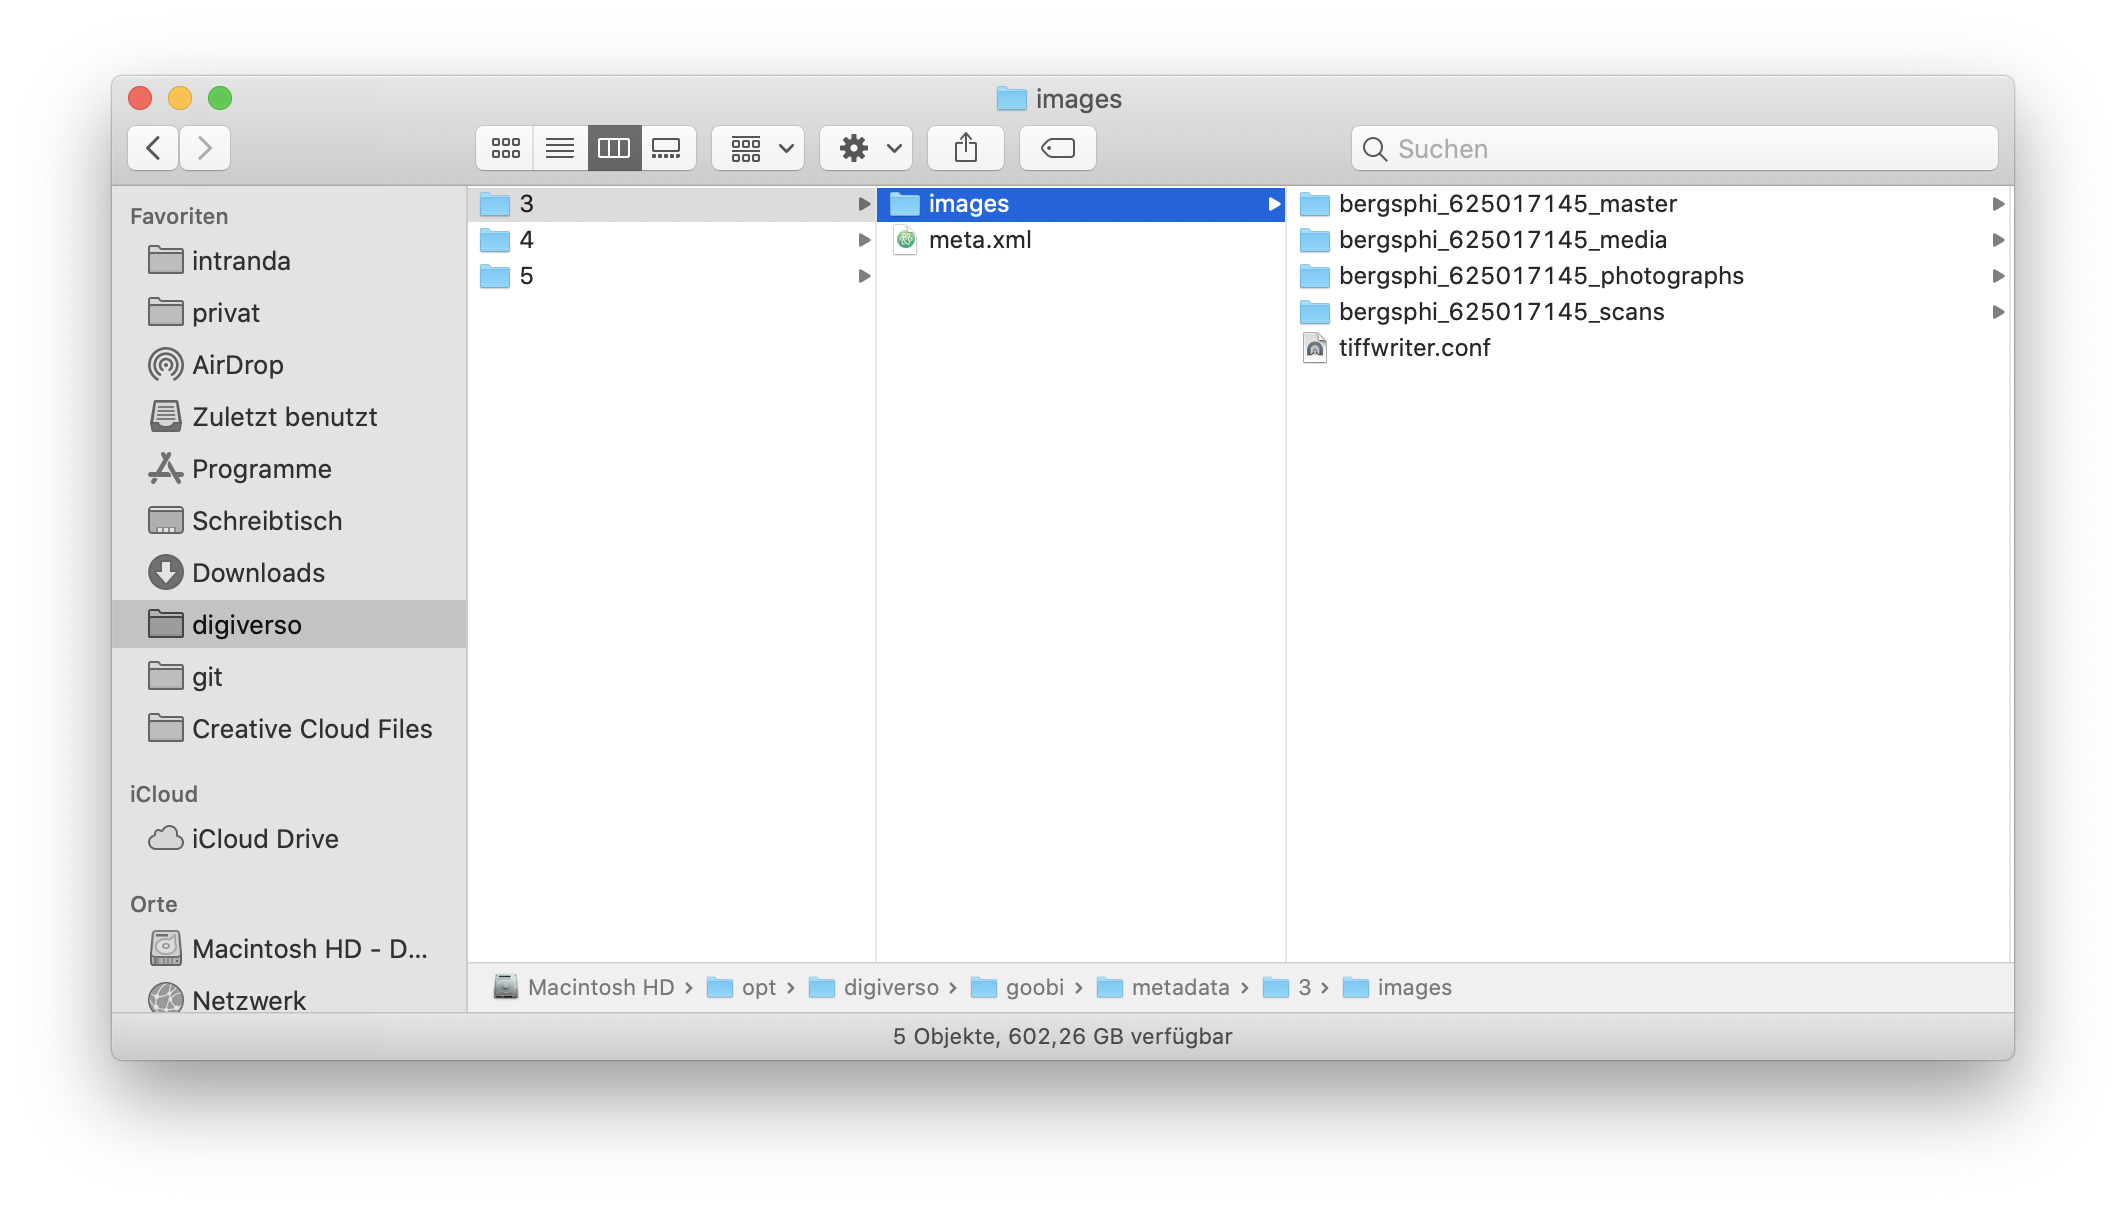 images
Suchen
Favoriten
intranda
privat
AirDrop
Zuletzt benutzt
Programme
Schreibtisch
Downloads
digiverso
git
Creative Cloud Files
iCloud
iCloud Drive
Orte
Macintosh HD - D...
Netzwerk
3
4
5
images
meta.xml
bergsphi_625017145_master
bergsphi_625017145_media
bergsphi_625017145_photographs
bergsphi_625017145_scans
tiffwriter.conf
Macintosh HD › opt › digiverso › goobi › metadata › 3 › images
5 Objekte, 602,26 GB verfügbar